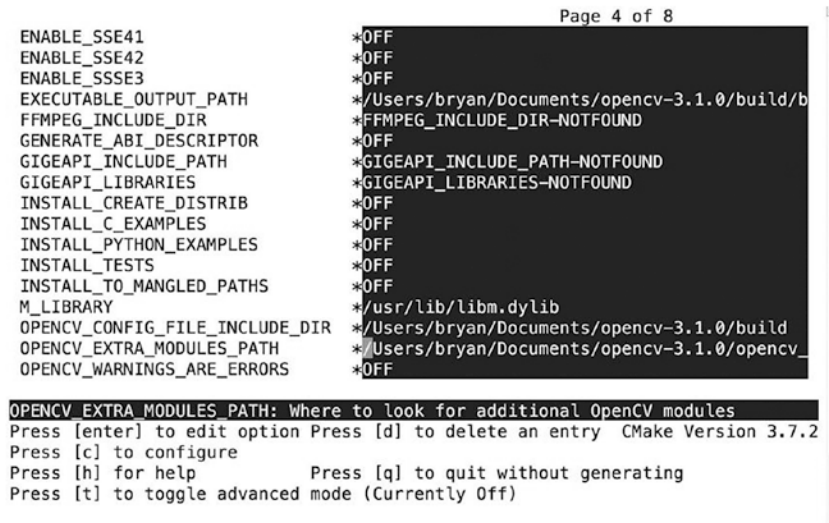 Page 4 of 8
ENABLE_SSE41 *OFF
ENABLE_SSE42 *OFF
ENABLE_SSSE3 *OFF
EXECUTABLE_OUTPUT_PATH */Users/bryan/Documents/opencv-3.1.0/build/b
FFMPEG_INCLUDE_DIR *FFMPEG_INCLUDE_DIR-NOTFOUND
GENERATE_ABI_DESCRIPTOR *OFF
GIGEAPI_INCLUDE_PATH *GIGEAPI_INCLUDE_PATH-NOTFOUND
GIGEAPI_LIBRARIES *GIGEAPI_LIBRARIES-NOTFOUND
INSTALL_CREATE_DISTRIB *OFF
INSTALL_C_EXAMPLES *OFF
INSTALL_PYTHON_EXAMPLES *OFF
INSTALL_TESTS *OFF
INSTALL_TO_MANGLED_PATHS *OFF
M_LIBRARY */usr/lib/libm.dylib
OPENCV_CONFIG_FILE_INCLUDE_DIR */Users/bryan/Documents/opencv-3.1.0/build
OPENCV_EXTRA_MODULES_PATH */Users/bryan/Documents/opencv-3.1.0/opencv_
OPENCV_WARNINGS_ARE_ERRORS *OFF
OPENCV_EXTRA_MODULES_PATH: Where to look for additional OpenCV modules
Press [enter] to edit option Press [d] to delete an entry CMake Version 3.7.2
Press [c] to configure
Press [h] for help Press [q] to quit without generating
Press [t] to toggle advanced mode (Currently Off)